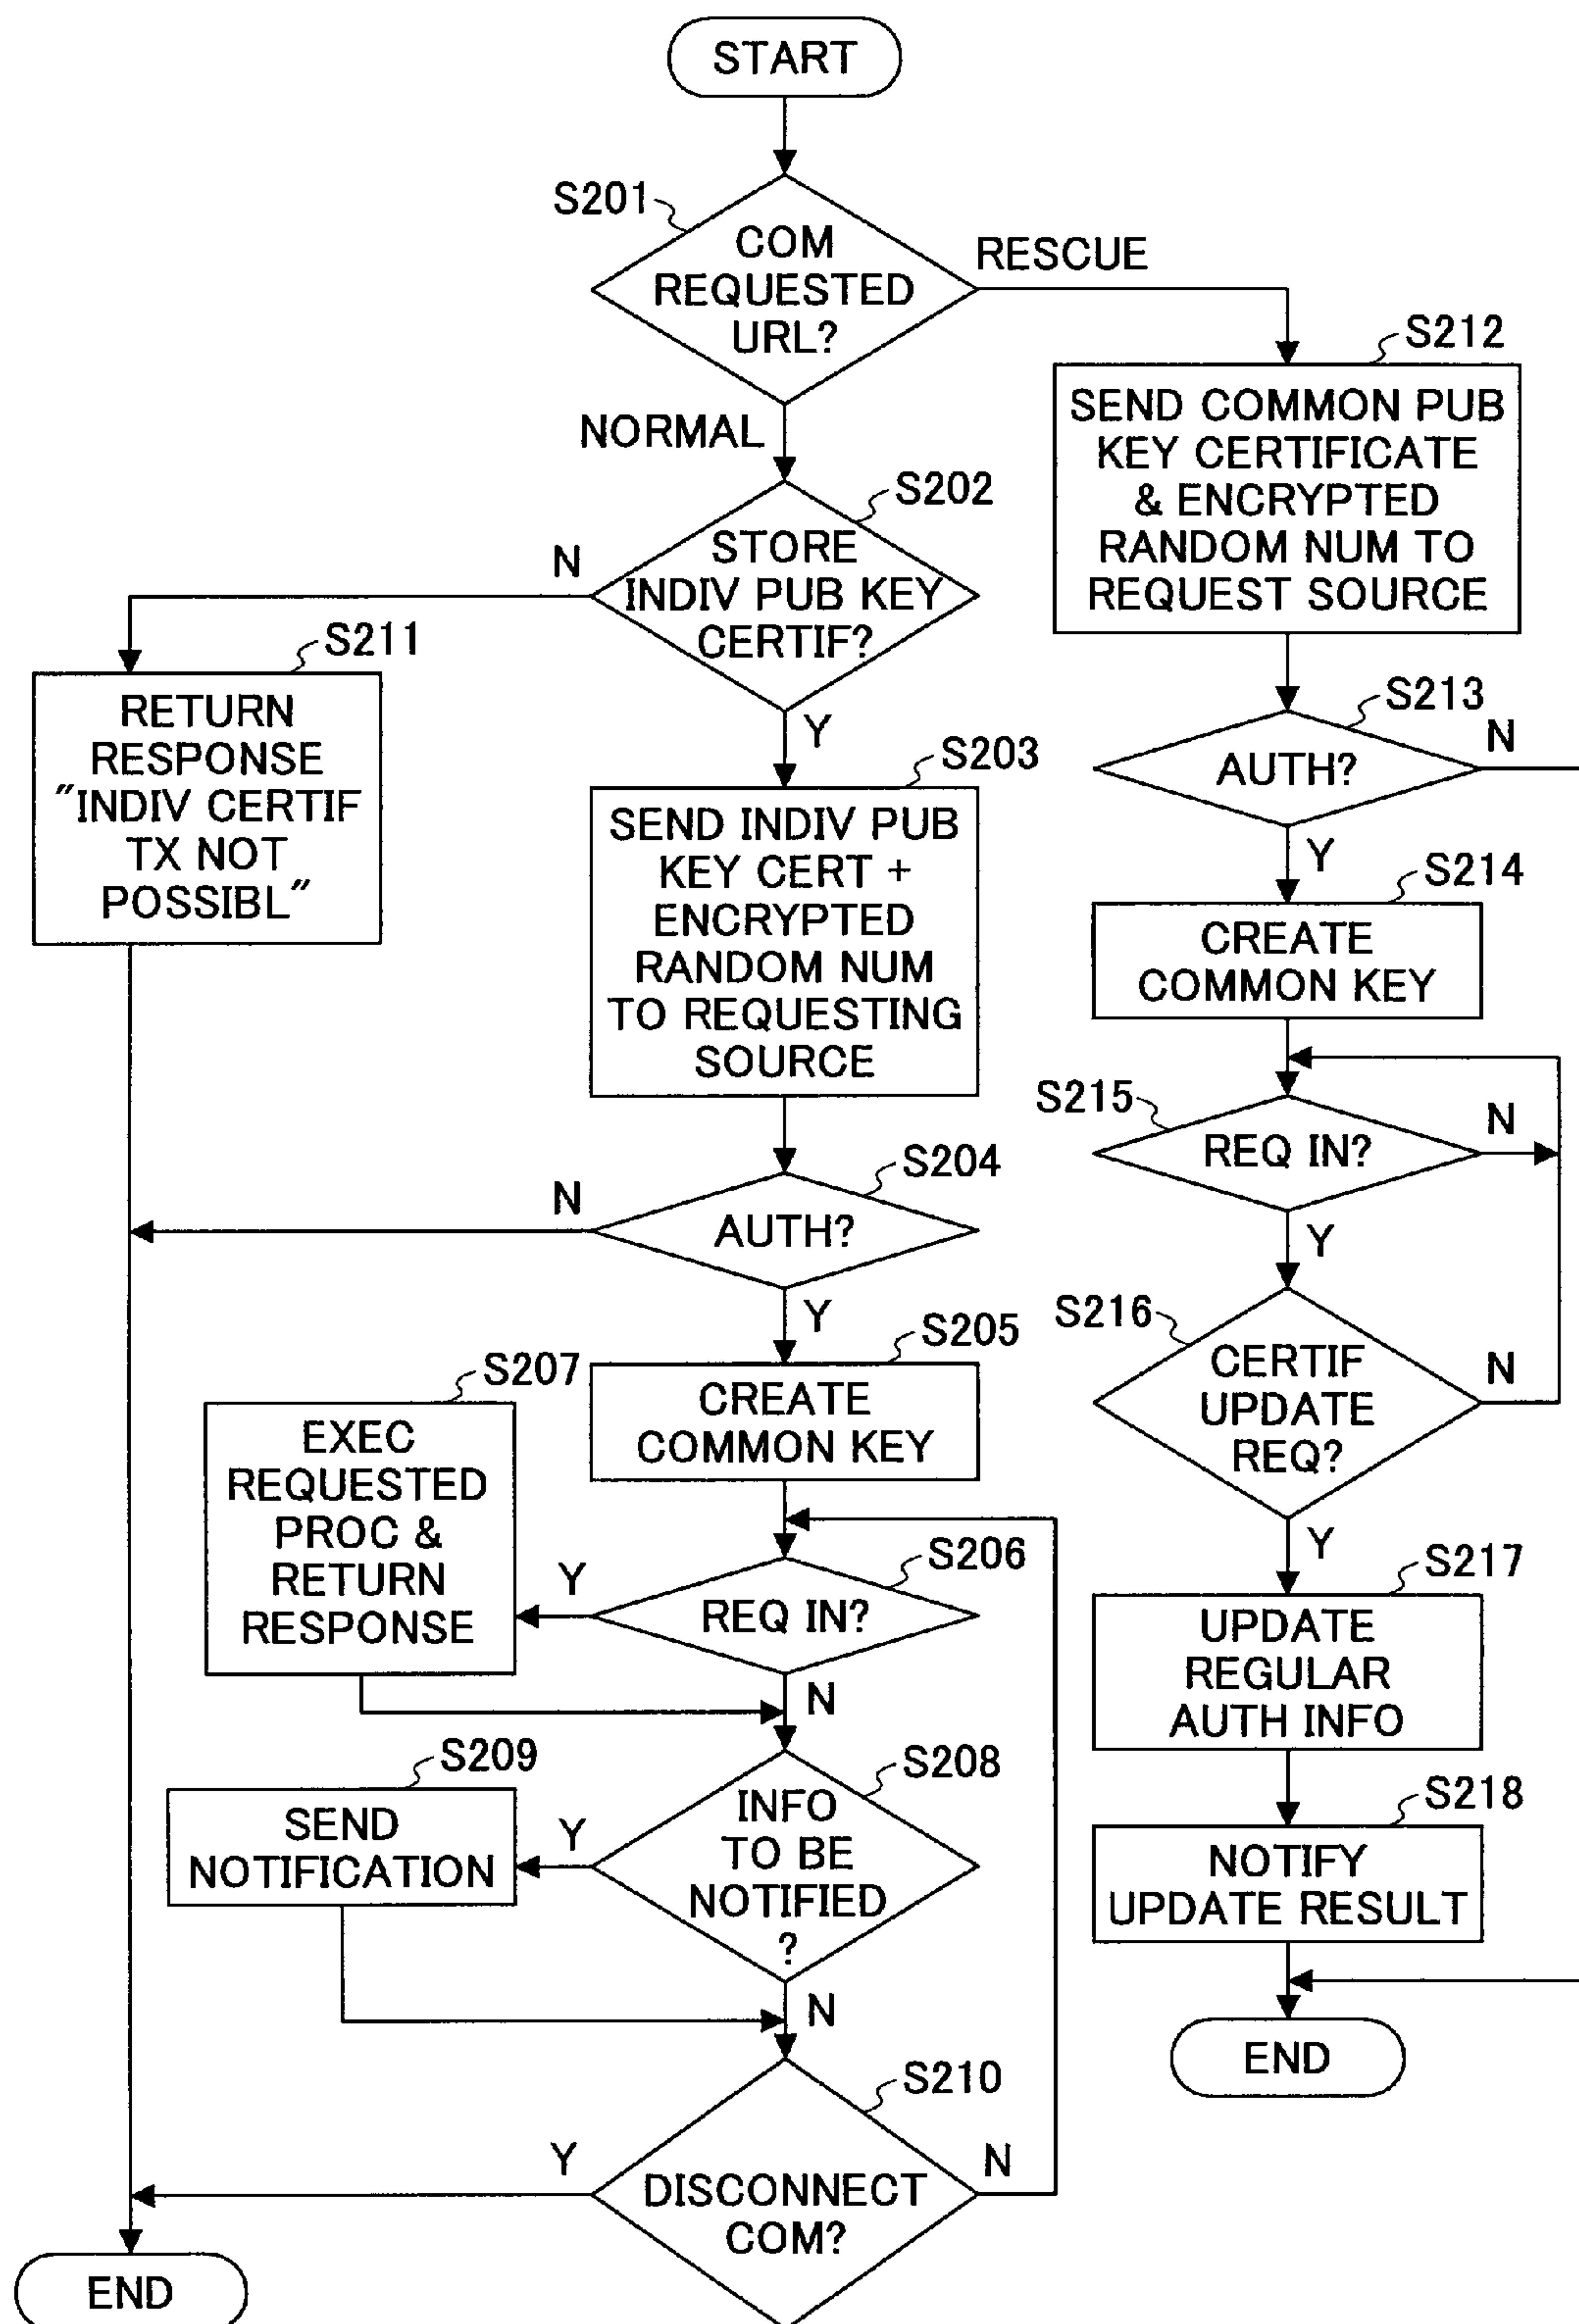 START
S201
COM
REQUESTED
URL?
RESCUE
NORMAL
S202
STORE
INDIV PUB KEY
CERTIF?
N
Y
S211
RETURN
RESPONSE
"INDIV CERTIF
TX NOT
POSSIBL"
S203
SEND INDIV PUB
KEY CERT +
ENCRYPTED
RANDOM NUM
TO REQUESTING
SOURCE
S204
AUTH?
N
Y
S205
CREATE
COMMON KEY
S207
EXEC
REQUESTED
PROC &
RETURN
RESPONSE
S206
REQ IN?
Y
N
S209
SEND
NOTIFICATION
S208
INFO
TO BE
NOTIFIED
?
Y
N
S210
DISCONNECT
COM?
Y
N
END
S212
SEND COMMON PUB
KEY CERTIFICATE
& ENCRYPTED
RANDOM NUM TO
REQUEST SOURCE
S213
AUTH?
N
Y
S214
CREATE
COMMON KEY
S215
REQ IN?
N
Y
S216
CERTIF
UPDATE
REQ?
N
Y
S217
UPDATE
REGULAR
AUTH INFO
S218
NOTIFY
UPDATE RESULT
END